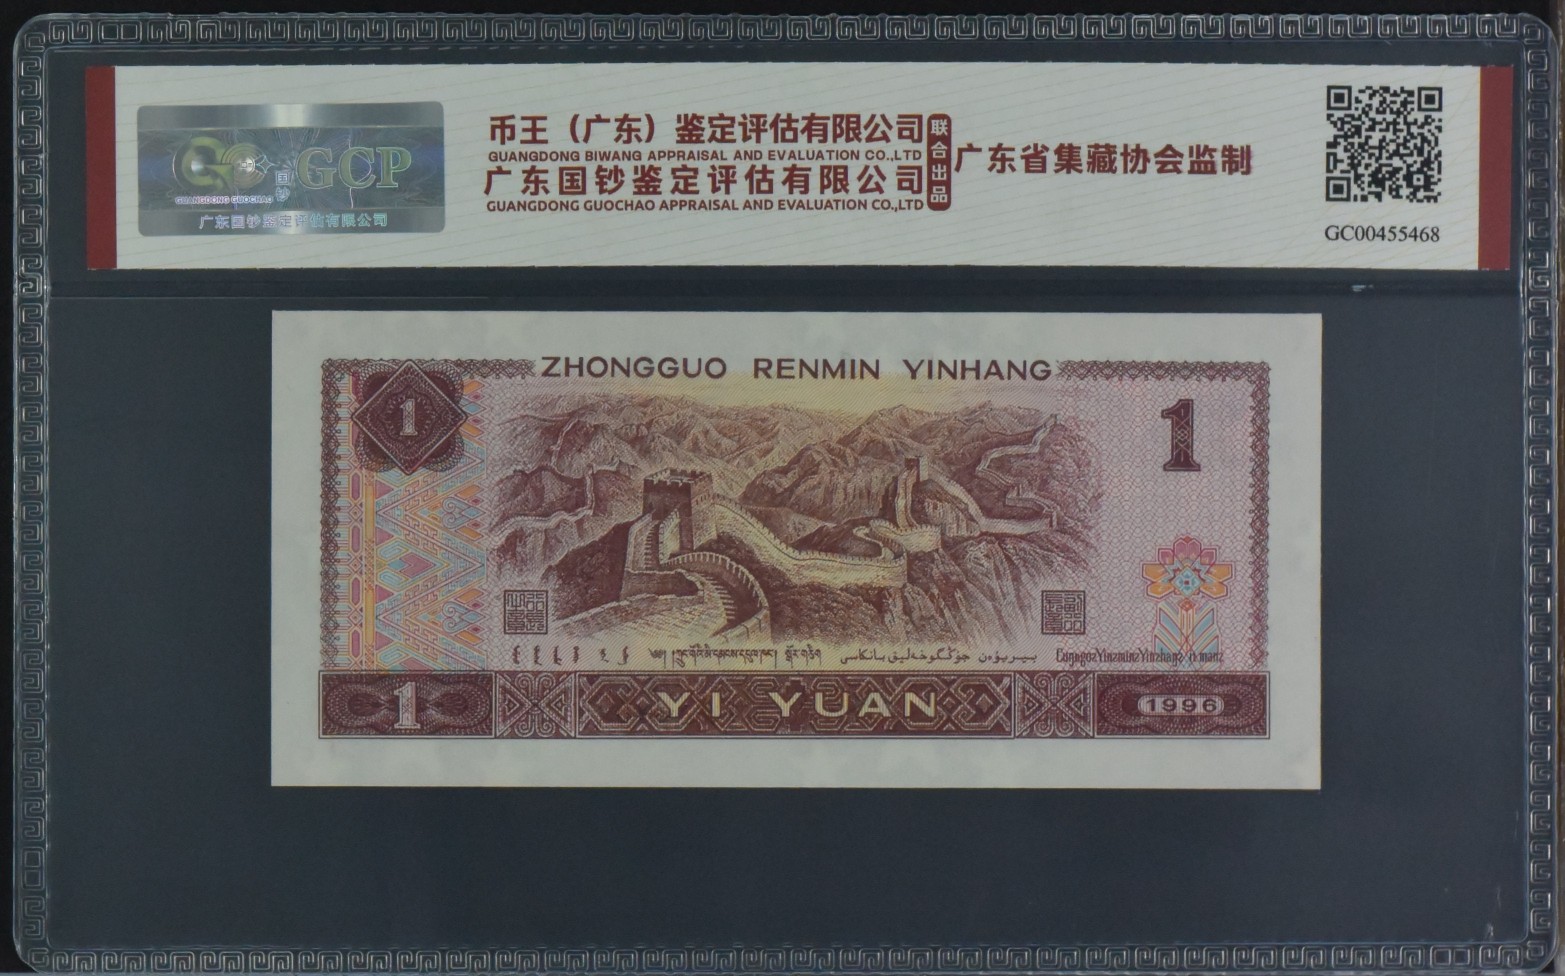 GCP
国
钞
GUANGDONG GUOCHAO
广东国钞鉴定评估有限公司
币王（广东）鉴定评估有限公司
GUANGDONG BIWANG APPRAISAL AND EVALUATION CO.,LTD
广东国钞鉴定评估有限公司
GUANGDONG GUOCHAO APPRAISAL AND EVALUATION CO.,LTD
联合出品
广东省集藏协会监制
GC00455468
ZHONGGUO RENMIN YINHANG
1
1
1
YI YUAN
1996